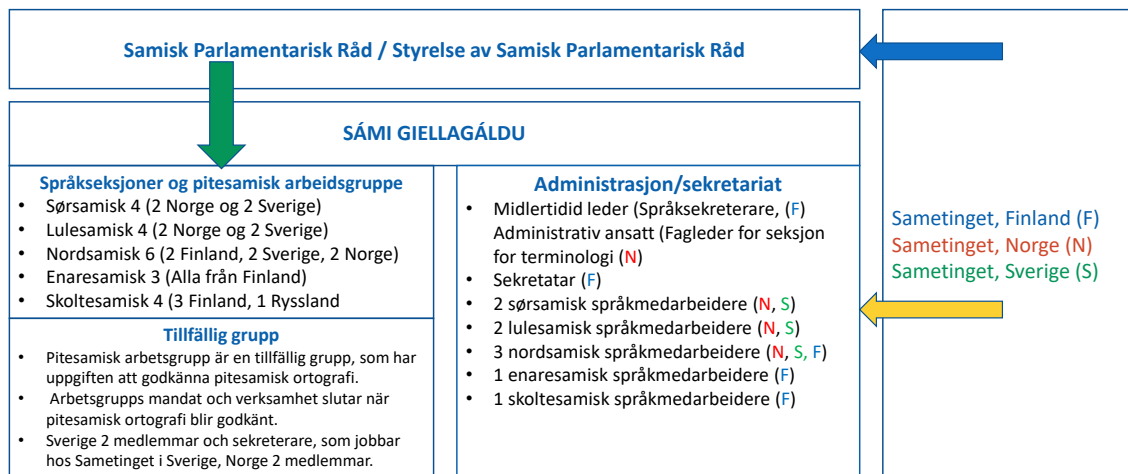 Samisk Parlamentarisk Råd / Styrelse av Samisk Parlamentarisk Råd
SÁMI GIELLAGÁLDU
Språkseksjoner og pitesamisk arbeidsgruppe
• Sørsamisk 4 (2 Norge og 2 Sverige)
• Lulesamisk 4 (2 Norge og 2 Sverige)
• Nordsamisk 6 (2 Finland, 2 Sverige, 2 Norge)
• Enaresamisk 3 (Alla från Finland)
• Skoltesamisk 4 (3 Finland, 1 Ryssland
Tillfällig grupp
• Pitesamisk arbetsgrupp är en tillfällig grupp, som har
uppgiften att godkänna pitesamisk ortografi.
• Arbetsgrupps mandat och verksamhet slutar när
pitesamisk ortografi blir godkänt.
• Sverige 2 medlemmar och sekreterare, som jobbar
hos Sametinget i Sverige, Norge 2 medlemmar.
Administrasjon/sekretariat
• Midlertidid leder (Språksekreterare, (F)
Administrativ ansatt (Fagleder for seksjon
for terminologi (N)
• Sekretatar (F)
• 2 sørsamisk språkmedarbeidere (N, S)
• 2 lulesamisk språkmedarbeidere (N, S)
• 3 nordsamisk språkmedarbeidere (N, S, F)
• 1 enaresamisk språkmedarbeidere (F)
• 1 skoltesamisk språkmedarbeidere (F)
Sametinget, Finland (F)
Sametinget, Norge (N)
Sametinget, Sverige (S)